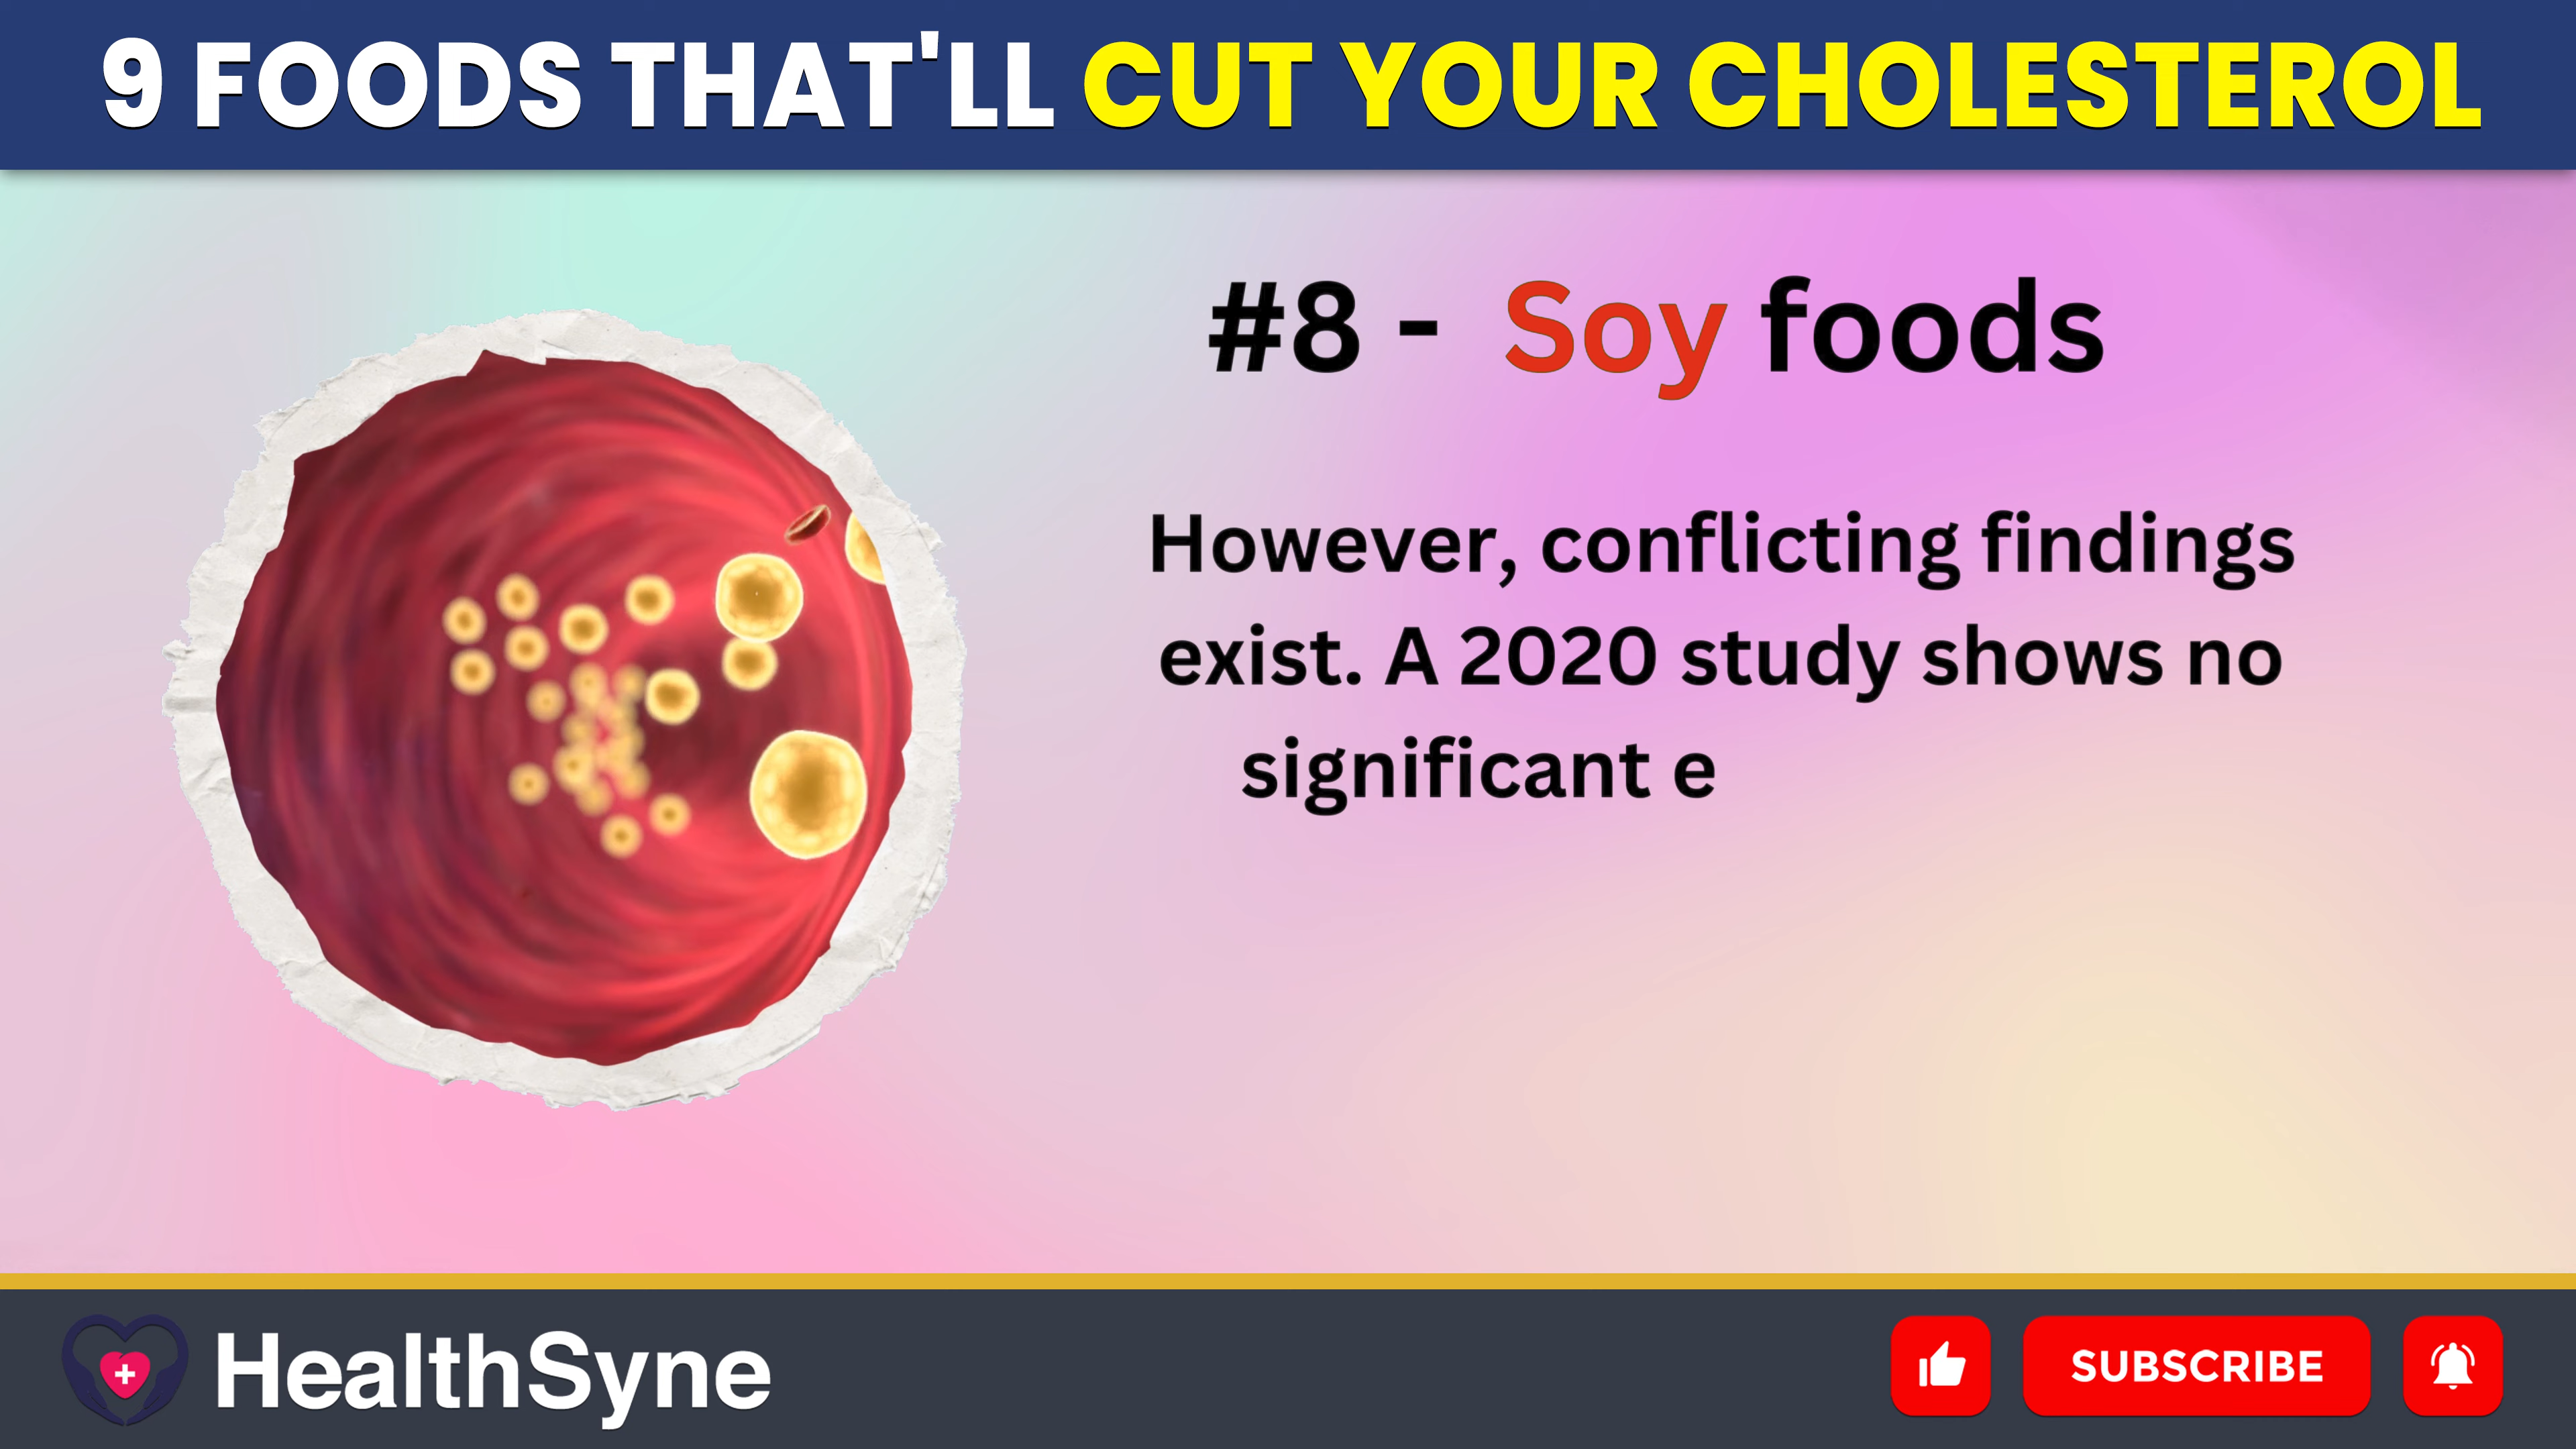 9 FOODS THAT'LL CUT YOUR CHOLESTEROL
#8 - Soy foods
However, conflicting findings
exist. A 2020 study shows no
significant e
HealthSyne
SUBSCRIBE